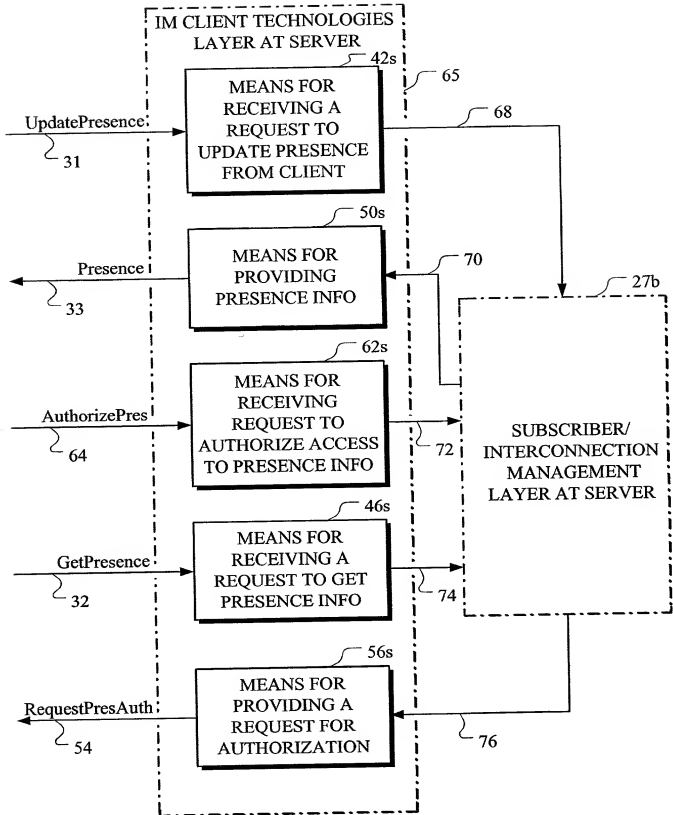 IM CLIENT TECHNOLOGIES
LAYER AT SERVER
42s
65
MEANS FOR
RECEIVING A
REQUEST TO
UPDATE PRESENCE
FROM CLIENT
UpdatePresence
31
68
50s
MEANS FOR
PROVIDING
PRESENCE INFO
Presence
33
70
27b
62s
MEANS FOR
RECEIVING
REQUEST TO
AUTHORIZE ACCESS
TO PRESENCE INFO
AuthorizePres
64
72
SUBSCRIBER/
INTERCONNECTION
MANAGEMENT
LAYER AT SERVER
46s
MEANS FOR
RECEIVING A
REQUEST TO GET
PRESENCE INFO
GetPresence
32
74
56s
MEANS FOR
PROVIDING A
REQUEST FOR
AUTHORIZATION
RequestPresAuth
54
76